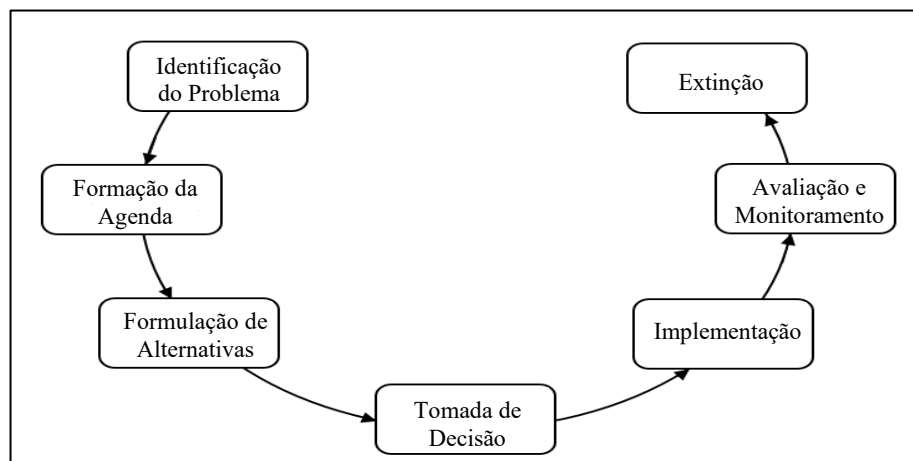 Identificação
do Problema
Formação da
Agenda
Formulação de
Alternativas
Tomada de
Decisão
Implementação
Avaliação e
Monitoramento
Extinção